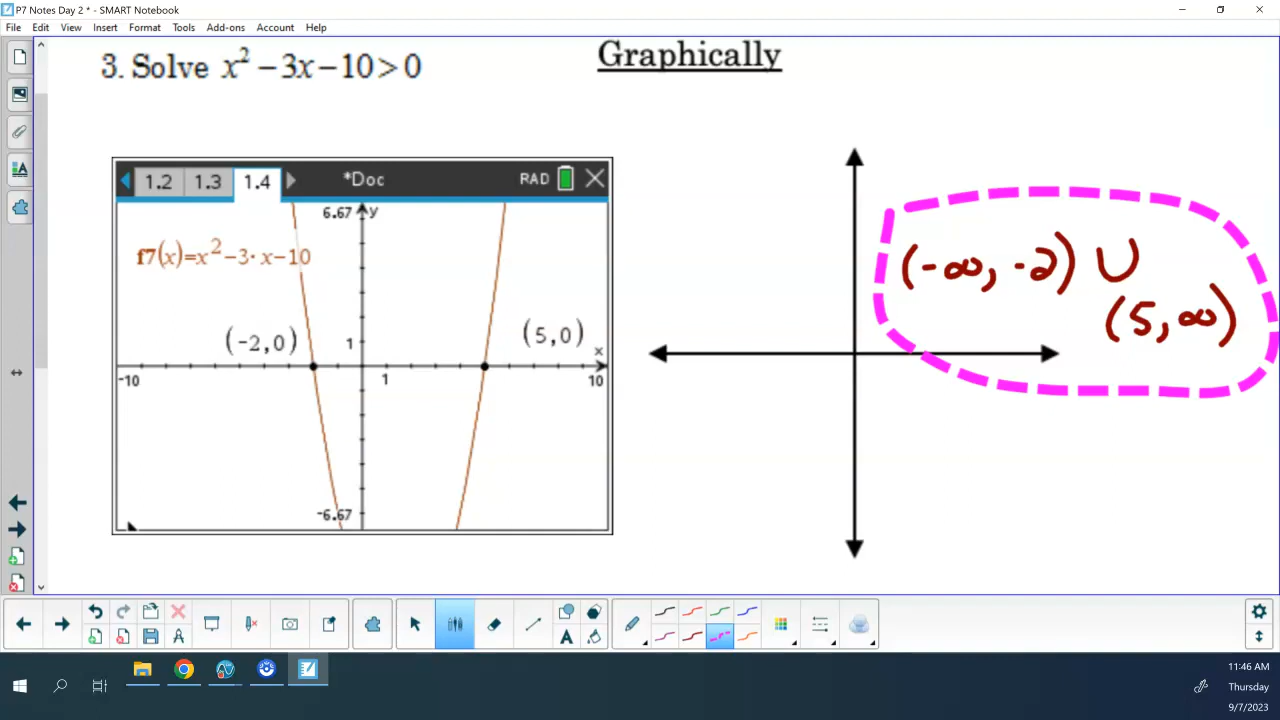 P7 Notes Day 2 * - SMART Notebook
File Edit View Insert Format Tools Add-ons Account Help
3. Solve x² − 3x − 10 > 0
Graphically
1.2 1.3 1.4 *Doc RAD
6.67 y
f7(x)=x²−3·x−10
(-∞, -2) ∪
(5, ∞)
(-2,0) 1 (5,0) x
-10 1 10
-6.67
11:46 AM
Thursday
9/7/2023